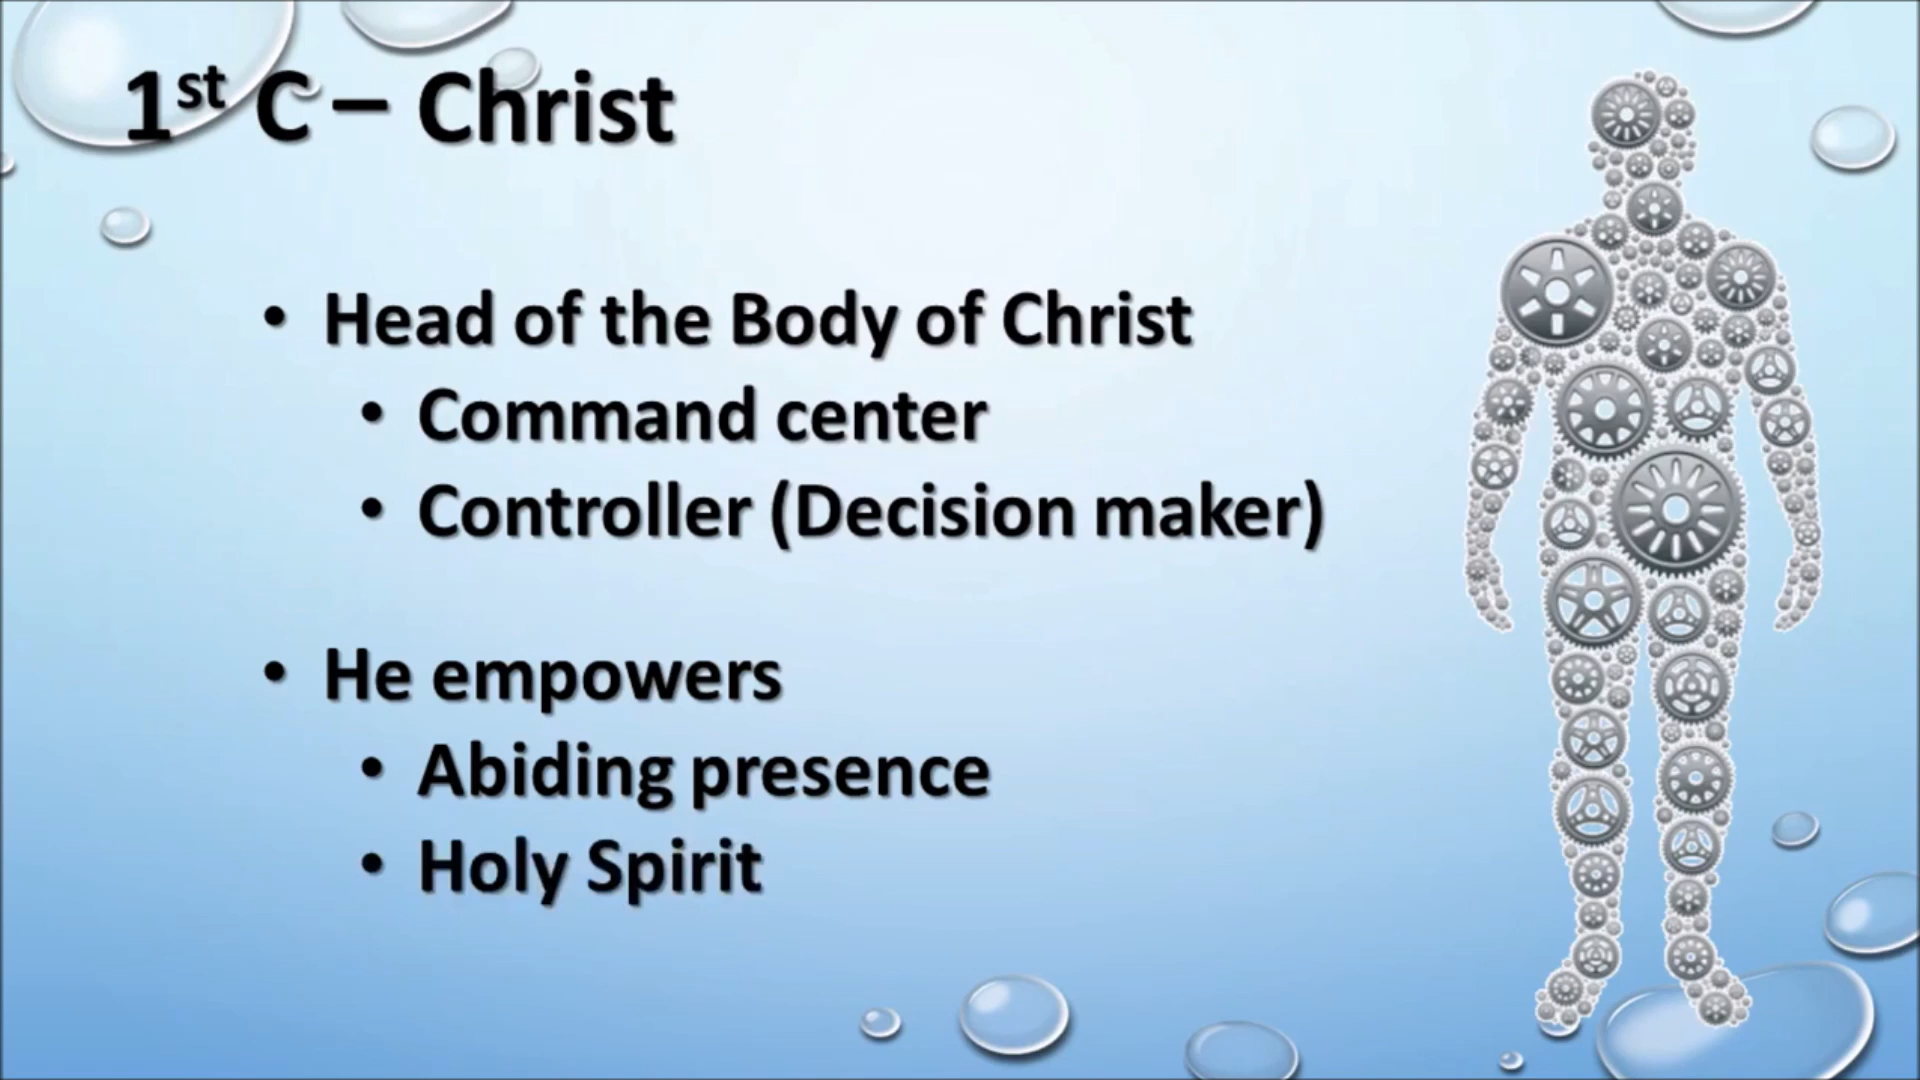 1st C – Christ
• Head of the Body of Christ
• Command center
• Controller (Decision maker)
• He empowers
• Abiding presence
• Holy Spirit